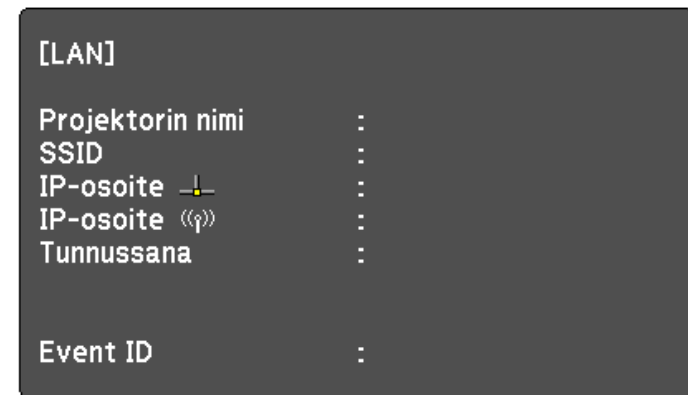 [LAN]
Projektorin nimi :
SSID :
IP-osoite :
IP-osoite :
Tunnussana :
Event ID :